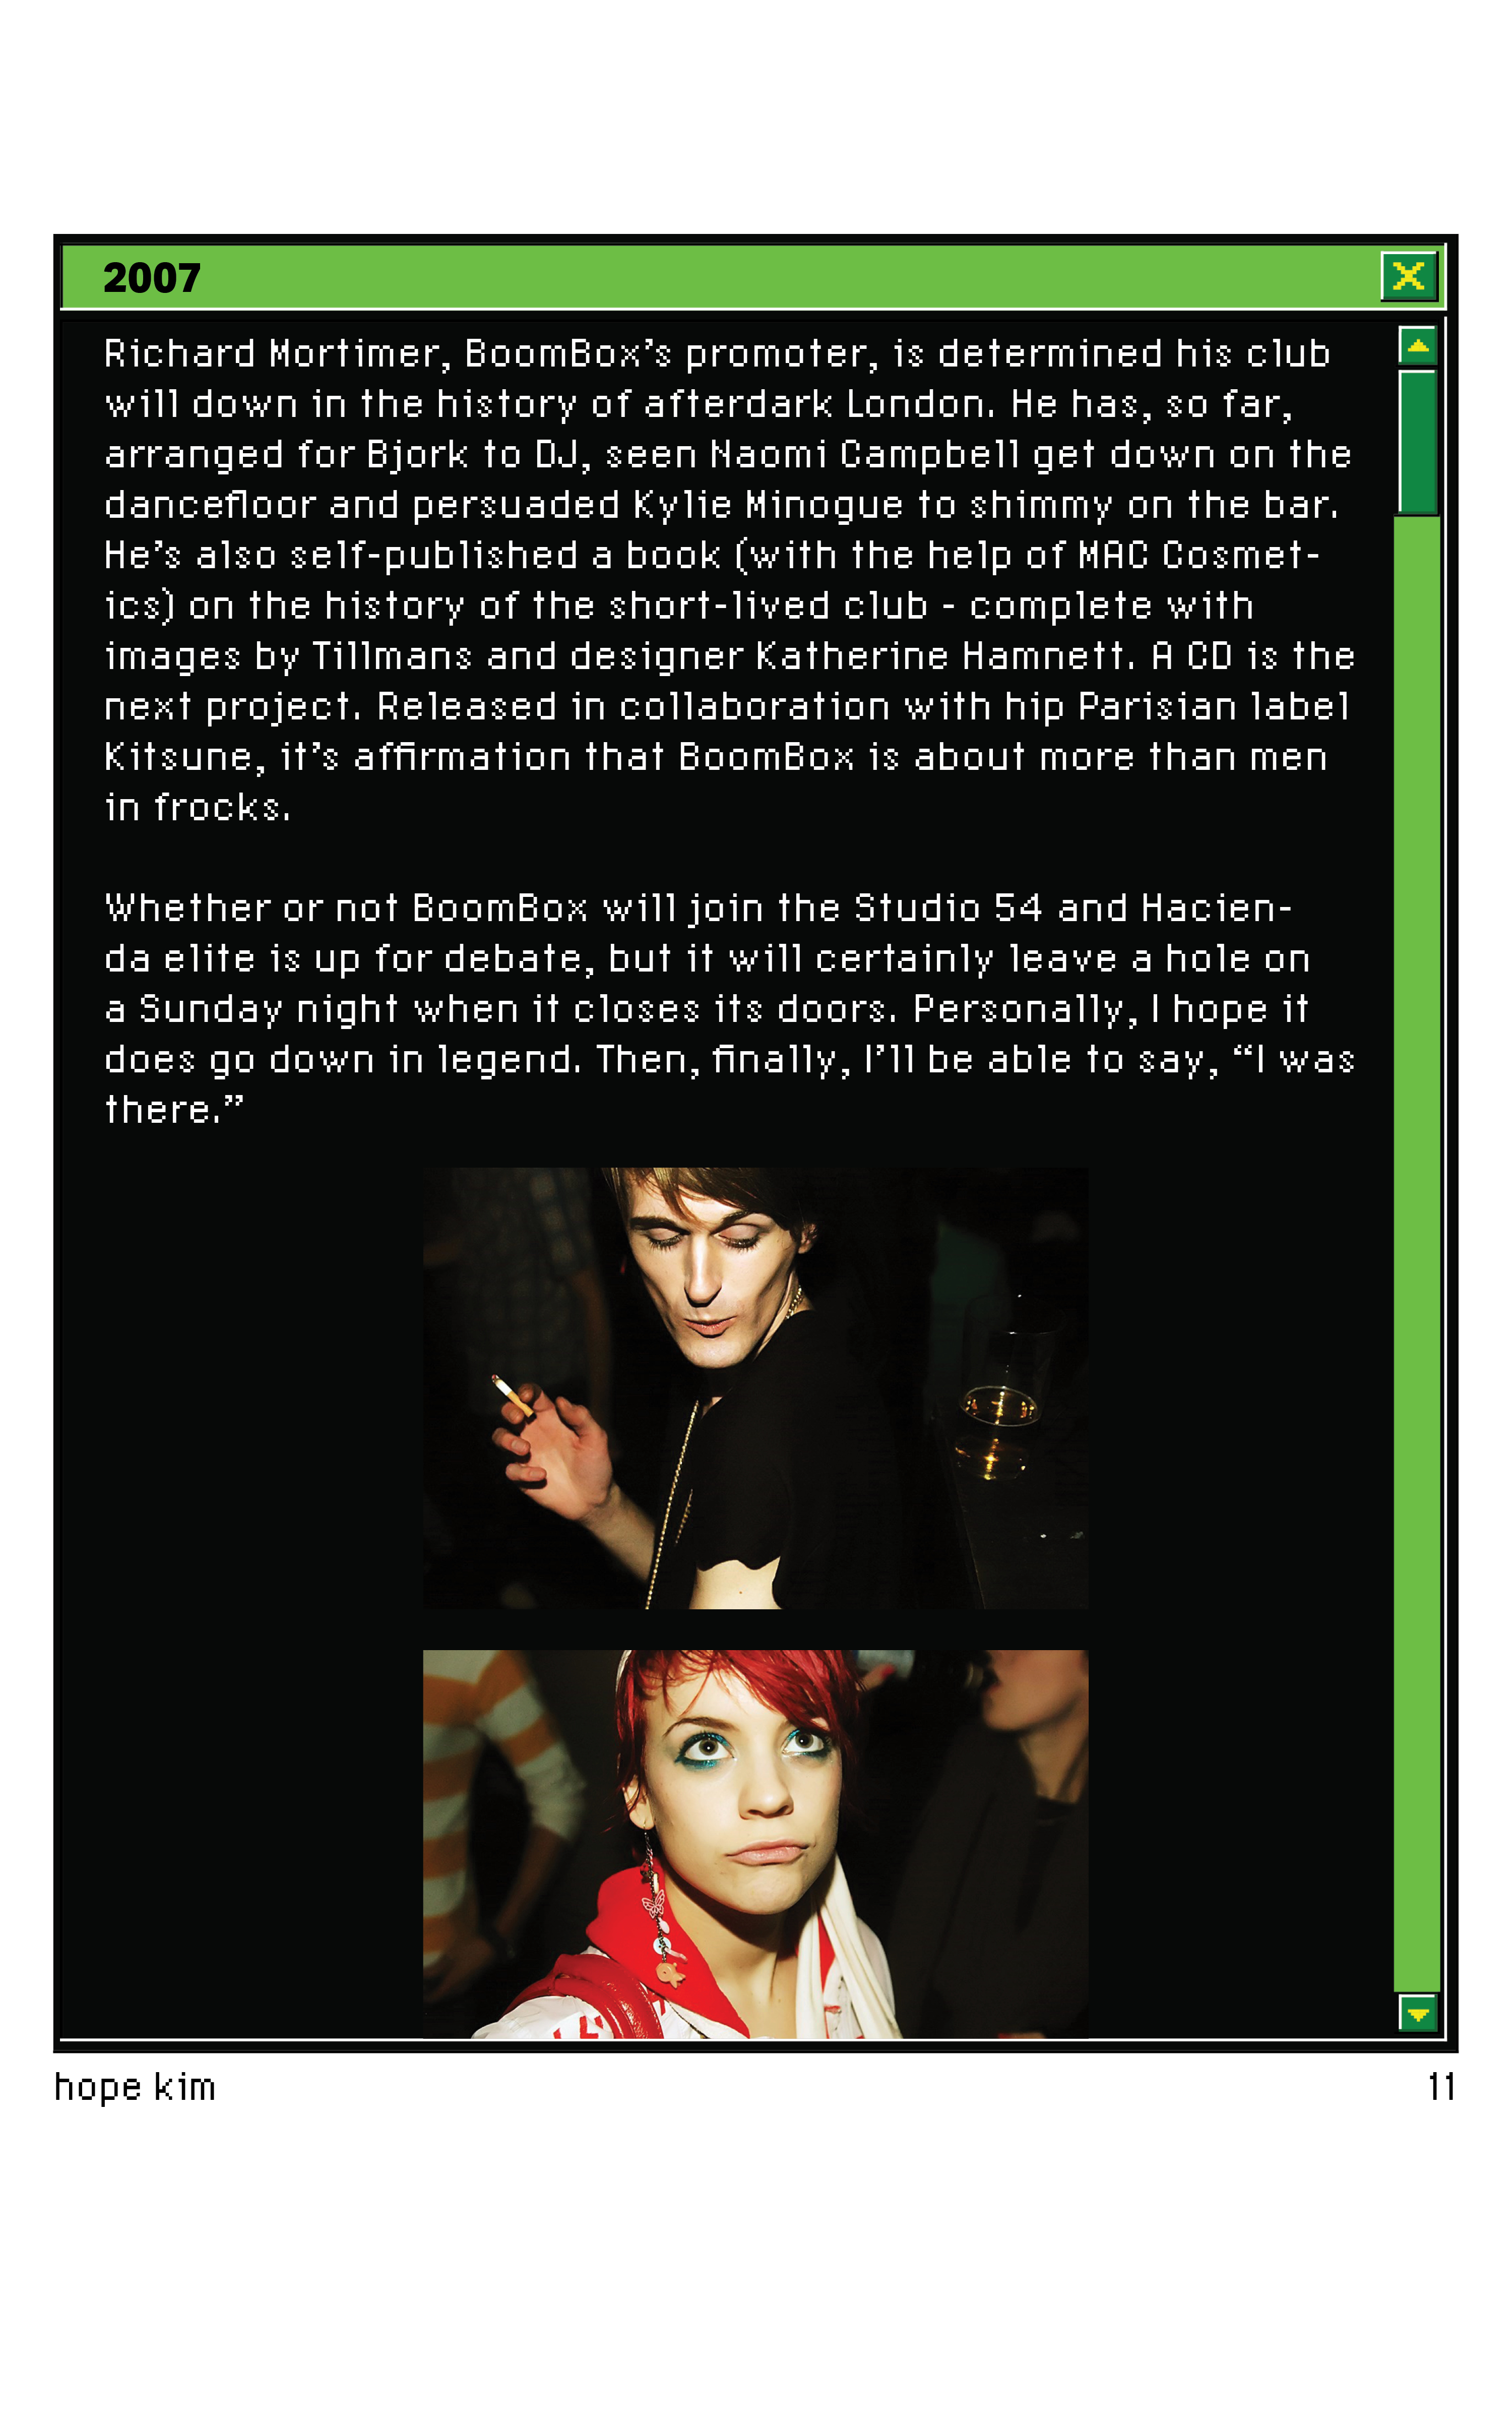 2007
Richard Mortimer, BoomBox’s promoter, is determined his club
will down in the history of afterdark London. He has, so far,
arranged for Bjork to DJ, seen Naomi Campbell get down on the
dancefloor and persuaded Kylie Minogue to shimmy on the bar.
He’s also self-published a book (with the help of MAC Cosmet-
ics) on the history of the short-lived club - complete with
images by Tillmans and designer Katherine Hamnett. A CD is the
next project. Released in collaboration with hip Parisian label
Kitsune, it’s affirmation that BoomBox is about more than men
in frocks.
Whether or not BoomBox will join the Studio 54 and Hacien-
da elite is up for debate, but it will certainly leave a hole on
a Sunday night when it closes its doors. Personally, I hope it
does go down in legend. Then, finally, I’ll be able to say, “I was
there.”
hope kim
11